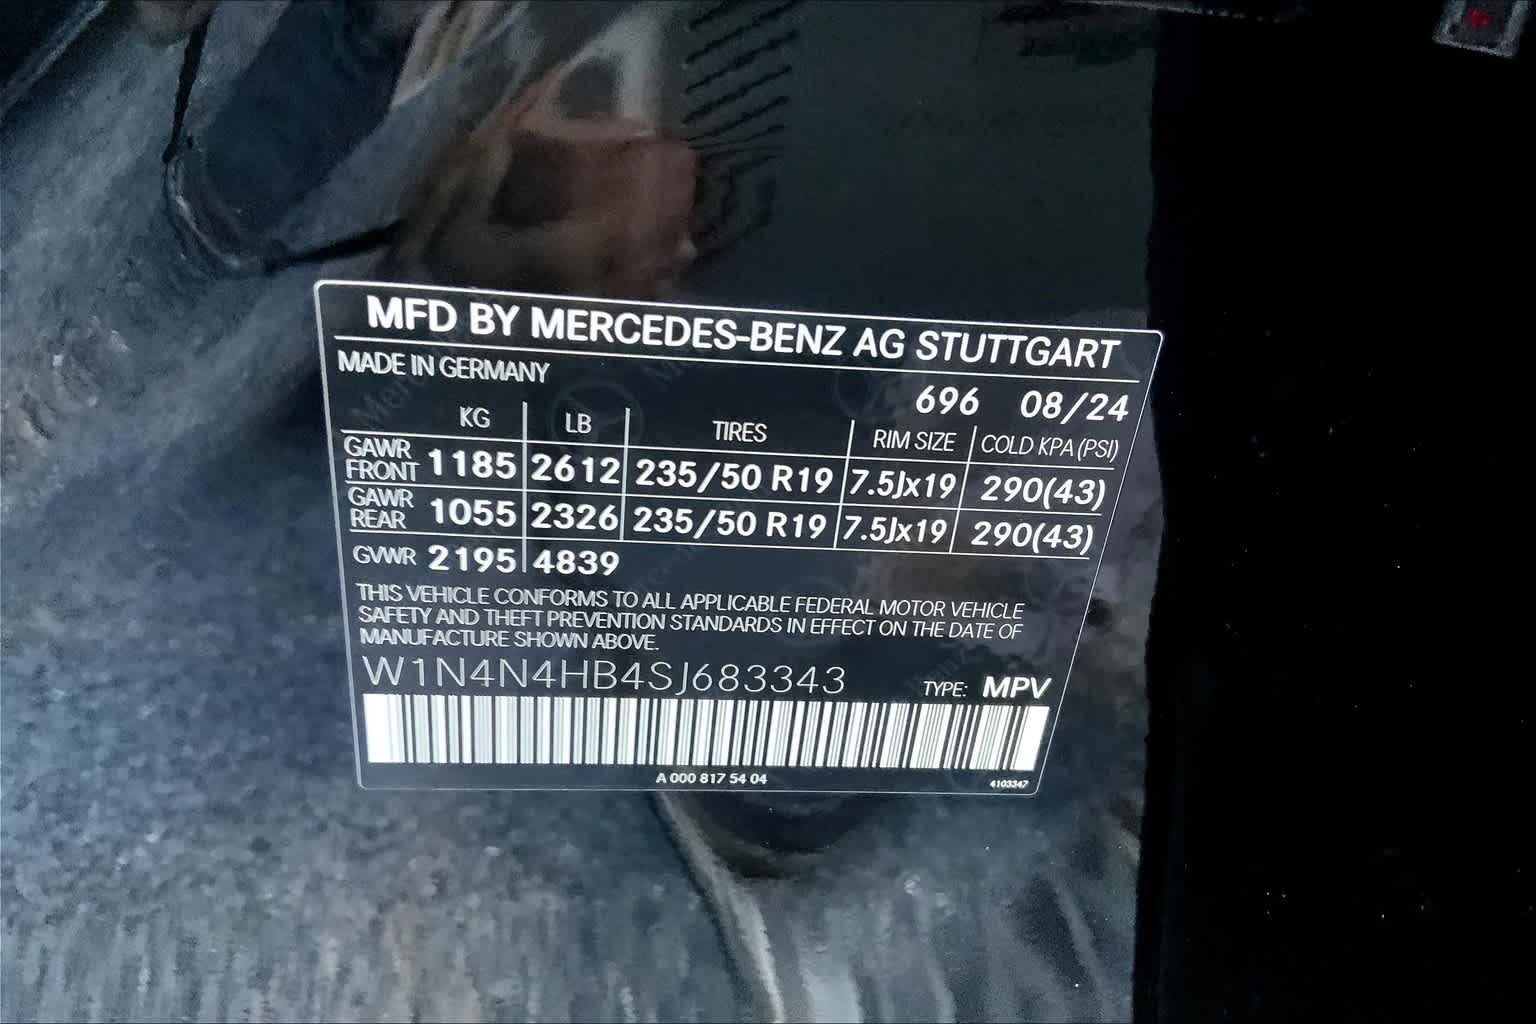 MFD BY MERCEDES-BENZ AG STUTTGART
MADE IN GERMANY
696 08/24
KG LB TIRES RIM SIZE COLD KPA (PSI)
GAWR FRONT 1185 2612 235/50 R19 7.5Jx19 290(43)
GAWR REAR 1055 2326 235/50 R19 7.5Jx19 290(43)
GVWR 2195 4839
THIS VEHICLE CONFORMS TO ALL APPLICABLE FEDERAL MOTOR VEHICLE
SAFETY AND THEFT PREVENTION STANDARDS IN EFFECT ON THE DATE OF
MANUFACTURE SHOWN ABOVE.
W1N4N4HB4SJ683343 TYPE: MPV
A 000 817 54 04
4103347